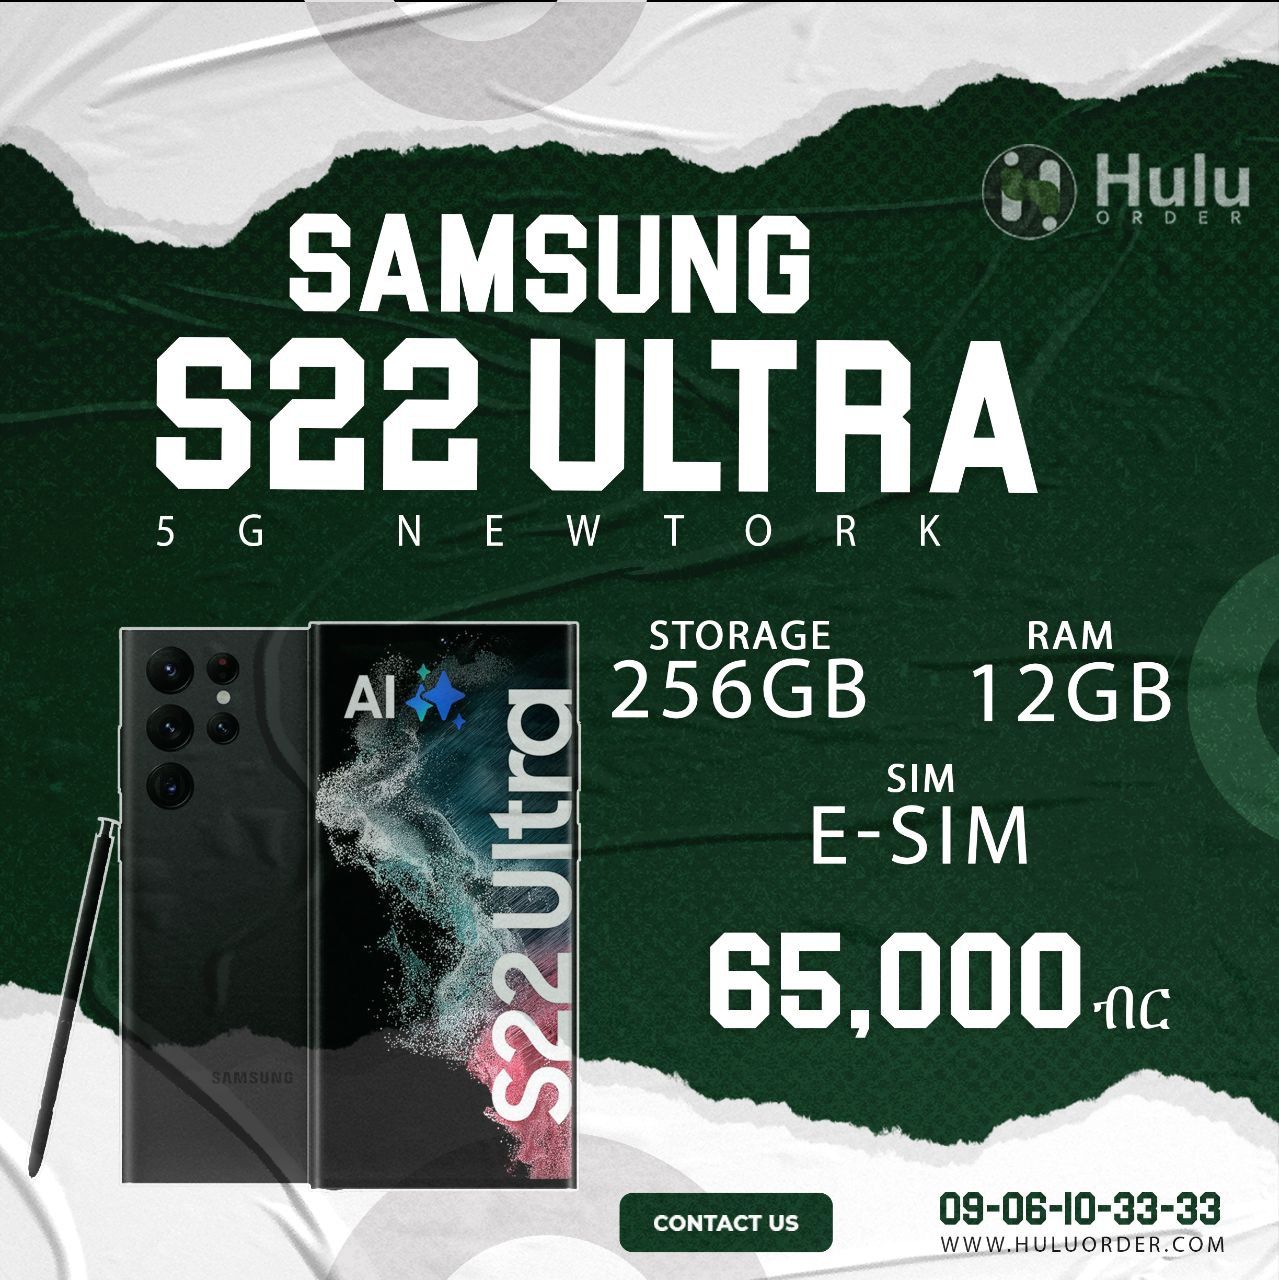 Hulu
ORDER
SAMSUNG
S22 ULTRA
5G NEWTORK
STORAGE
256GB
RAM
12GB
SIM
E-SIM
AI
S22 Ultra
SAMSUNG
65,000 ብር
CONTACT US
09-06-10-33-33
WWW.HULUORDER.COM